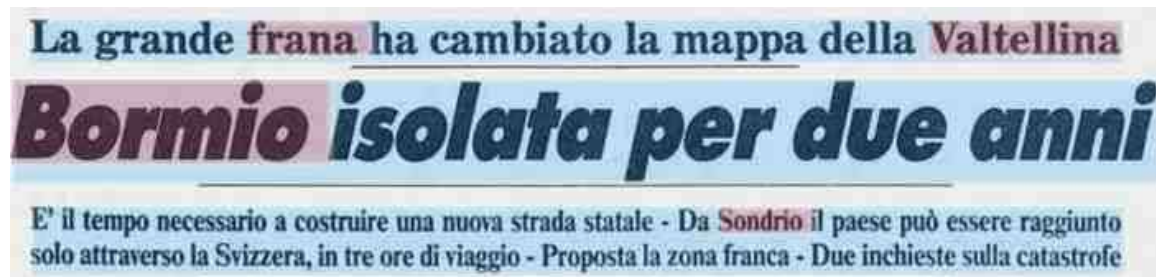 La grande frana ha cambiato la mappa della Valtellina
Bormio isolata per due anni
E' il tempo necessario a costruire una nuova strada statale - Da Sondrio il paese può essere raggiunto
solo attraverso la Svizzera, in tre ore di viaggio - Proposta la zona franca - Due inchieste sulla catastrofe